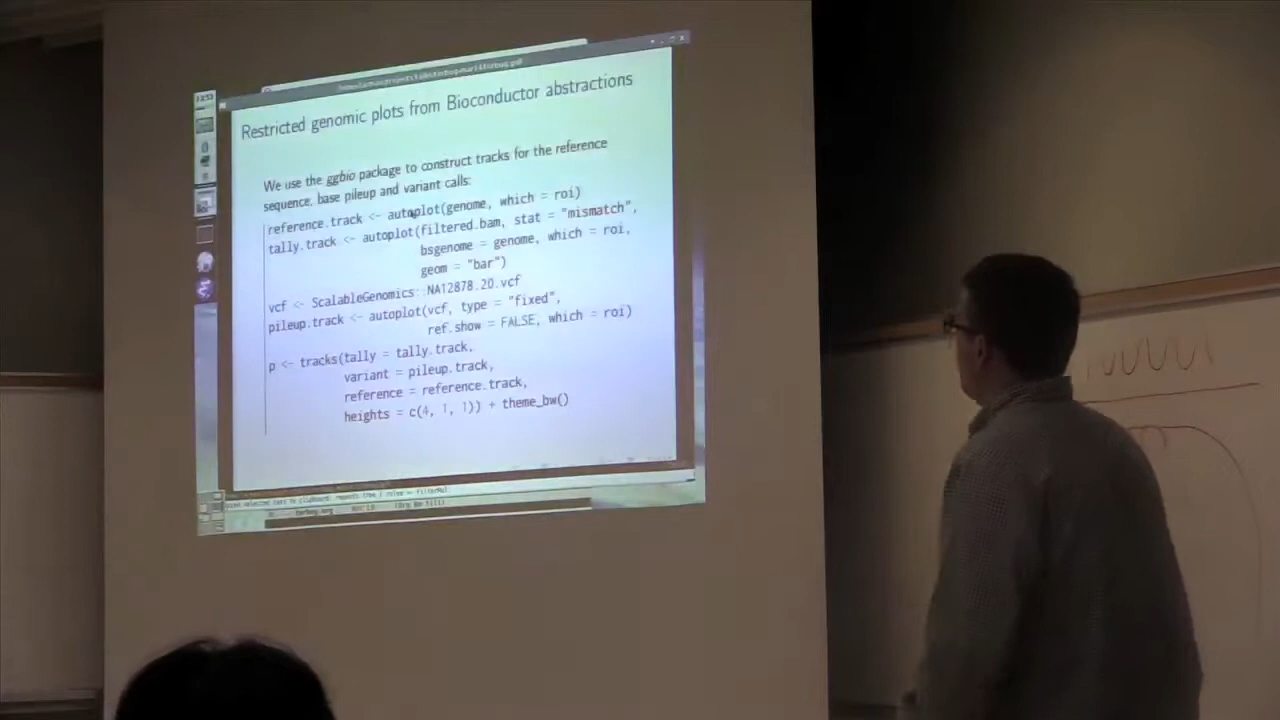 Restricted genomic plots from Bioconductor abstractions
We use the ggbio package to construct tracks for the reference
sequence, base pileup and variant calls:
reference.track <- autoplot(genome, which = roi)
tally.track <- autoplot(filtered.bam, stat = "mismatch",
bsgenome = genome, which = roi,
geom = "bar")
vcf <- ScalableGenomics::NA12878.20.vcf
pileup.track <- autoplot(vcf, type = "fixed",
ref.show = FALSE, which = roi)
p <- tracks(tally = tally.track,
variant = pileup.track,
reference = reference.track,
heights = c(4, 1, 1)) + theme_bw()